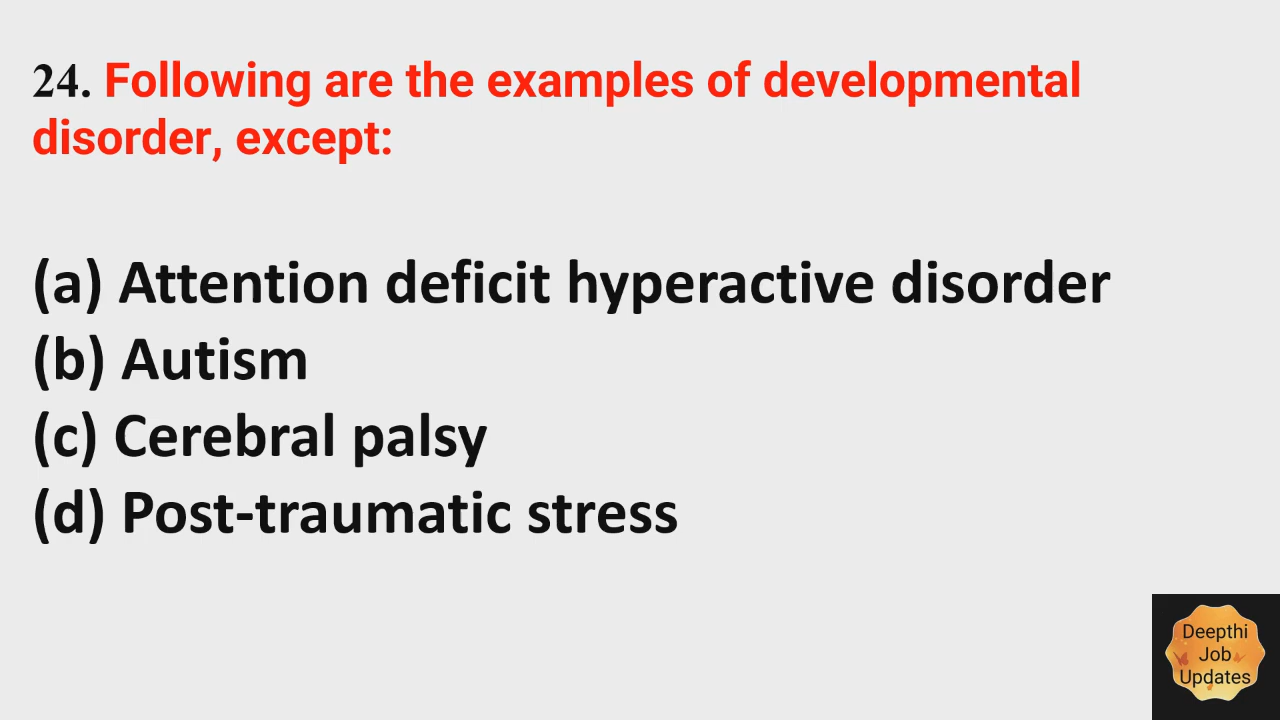 24. Following are the examples of developmental
disorder, except:
(a) Attention deficit hyperactive disorder
(b) Autism
(c) Cerebral palsy
(d) Post-traumatic stress
Deepthi
Job
Updates